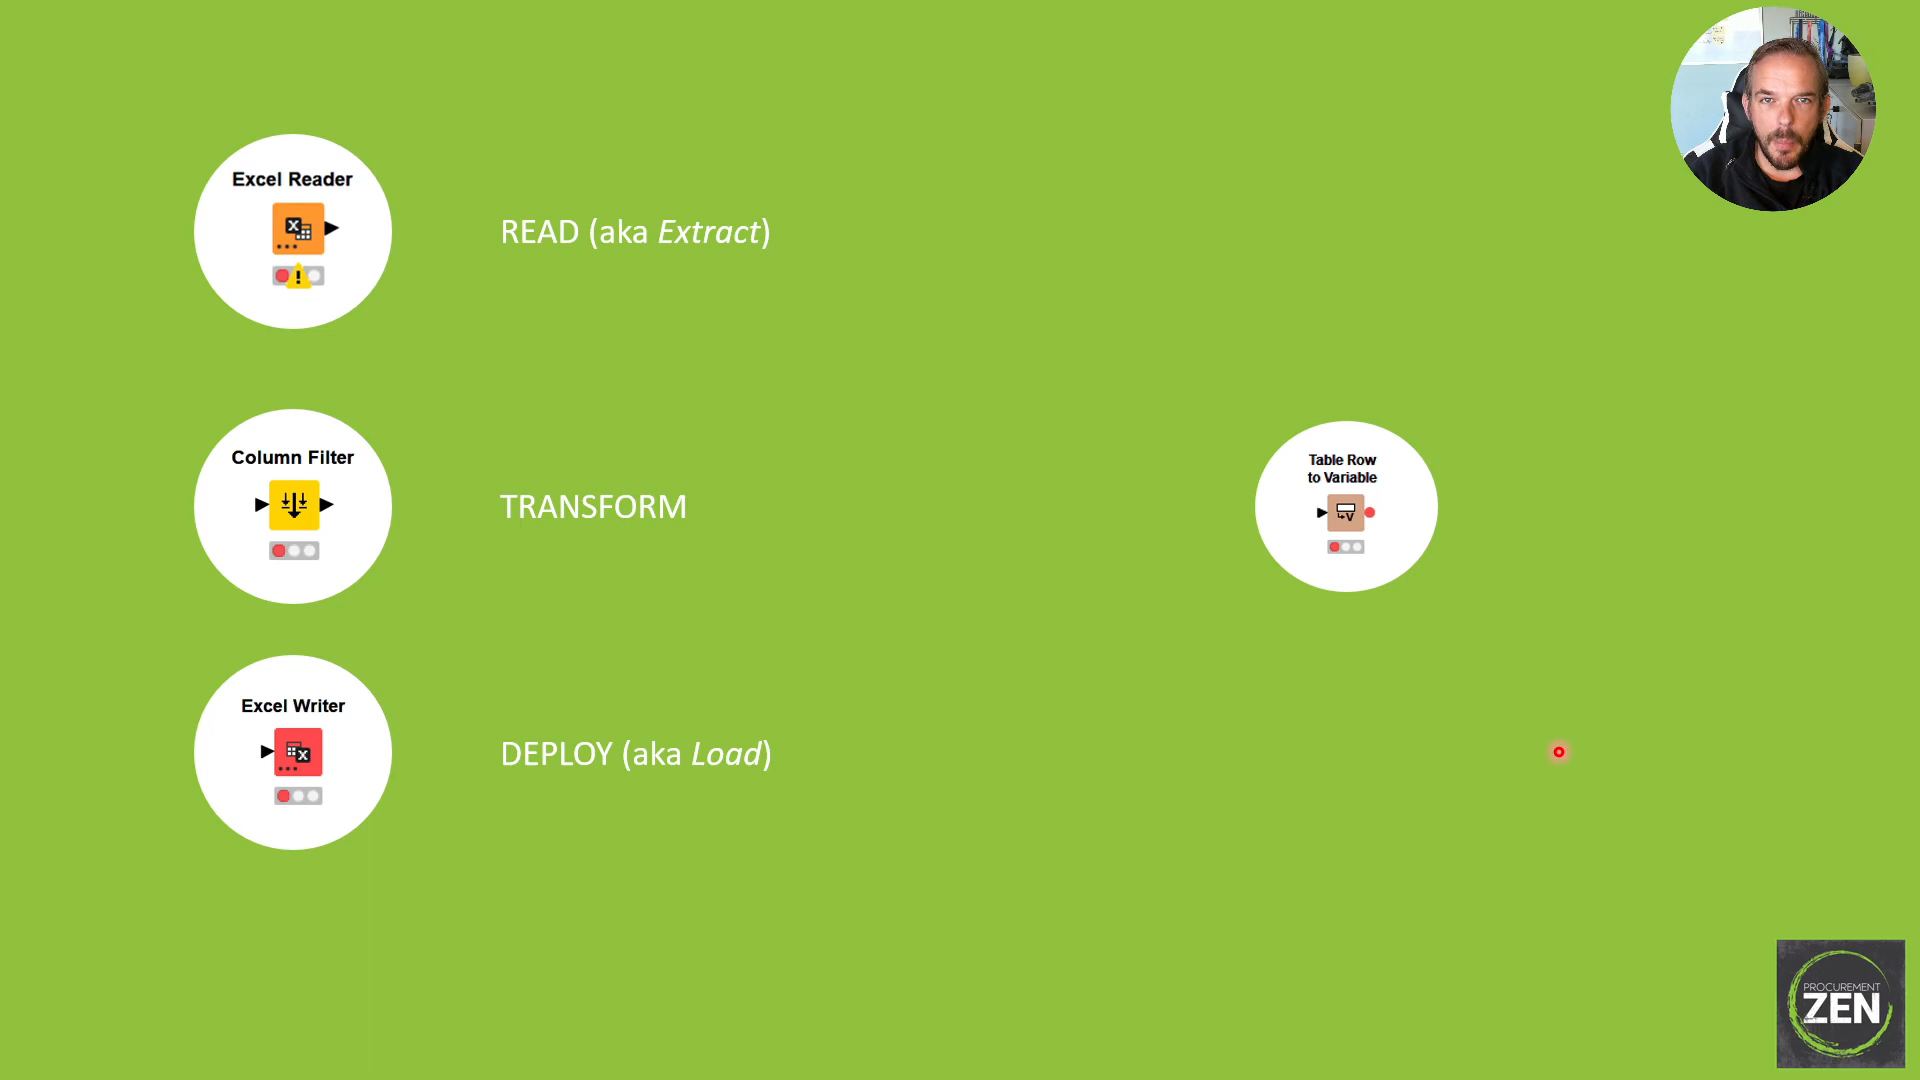 Excel Reader
READ (aka Extract)
Column Filter
TRANSFORM
Table Row
to Variable
V
Excel Writer
X
DEPLOY (aka Load)
PROCUREMENT
ZEN